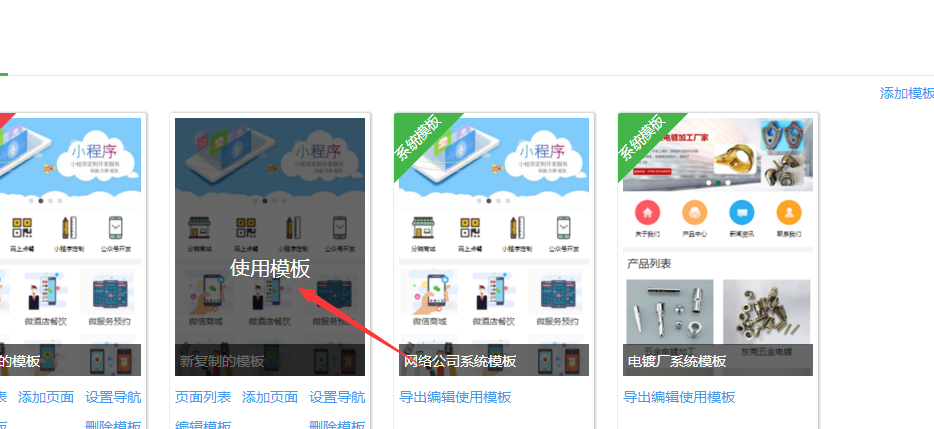 添加模板
小程序
小程序定制开发服务
码上点餐 小程序定制 公众号开发
微酒店餐饮 微服务预约
的模板
添加页面 设置导航
删除模板
小程序
小程序定制开发服务
分销商城 码上点餐 小程序定制 公众号开发
使用模板
微信商城 微酒店餐饮 微服务预约
新复制的模板
页面列表 添加页面 设置导航
编辑模板 删除模板
系统模板
小程序
小程序定制开发服务
分销商城 码上点餐 小程序定制 公众号开发
微信商城 微酒店餐饮 微服务预约
网络公司系统模板
导出编辑使用模板
系统模板
电镀加工厂家
关于我们 产品中心 新闻资讯 联系我们
产品列表
五金电镀加工 东莞五金电镀
电镀厂系统模板
导出编辑使用模板